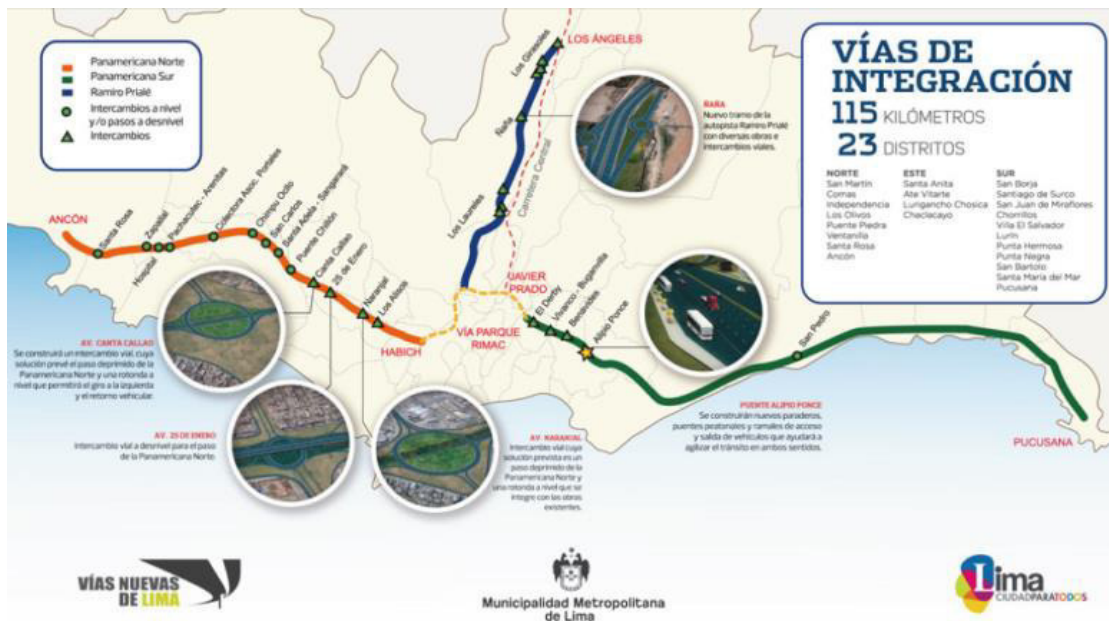 Panamericana Norte
Panamericana Sur
Ramiro Prialé
Intercambios a nivel
y/o pasos a desnivel
Intercambios
VÍAS DE
INTEGRACIÓN
115 KILÓMETROS
23 DISTRITOS
NORTE
San Martín
Comas
Independencia
Los Olivos
Puente Piedra
Ventanilla
Santa Rosa
Ancón
ESTE
Santa Anita
Ate Vitarte
Lurigancho Chosica
Chaclacayo
SUR
San Borja
Santiago de Surco
San Juan de Miraflores
Chorrillos
Villa El Salvador
Lurín
Punta Hermosa
Punta Negra
San Bartolo
Santa María del Mar
Pucusana
LOS ÁNGELES
Los Girasoles
Ñaña
Carretera Central
Los Laureles
ÑAÑA
Nuevo tramo de la
autopista Ramiro Prialé
con diversas obras e
intercambios viales.
ANCÓN
Santa Rosa
Zapallal
Hospital
Pachacutec - Arenitas
Colectora Asoc. Portales
Chimpu Ocllo
San Carlos
Santa Adela - Sangarará
Puente Chillón
Canta Callao
25 de Enero
Naranjal
Los Alisos
HABICH
VÍA PARQUE
RIMAC
JAVIER
PRADO
El Derby
Vivanco - Buganvilla
Benavides
Alipio Ponce
San Pedro
PUCUSANA
AV. CANTA CALLAO
Se construirá un intercambio vial, cuya
solución prevé el paso deprimido de la
Panamericana Norte y una rotonda a
nivel que permitirá el giro a la izquierda
y el retorno vehicular.
AV. 25 DE ENERO
Intercambio vial a desnivel para el paso
de la Panamericana Norte.
AV. NARANJAL
Intercambio vial cuya
solución prevista es un
paso deprimido de la
Panamericana Norte y
una rotonda a nivel que se
integre con las obras
existentes.
PUENTE ALIPIO PONCE
Se construirán nuevos paraderos,
puentes peatonales y ramales de acceso
y salida de vehículos que ayudará a
agilizar el tránsito en ambos sentidos.
VÍAS NUEVAS
DE LIMA
Municipalidad Metropolitana
de Lima
Lima
CIUDAD PARA TODOS